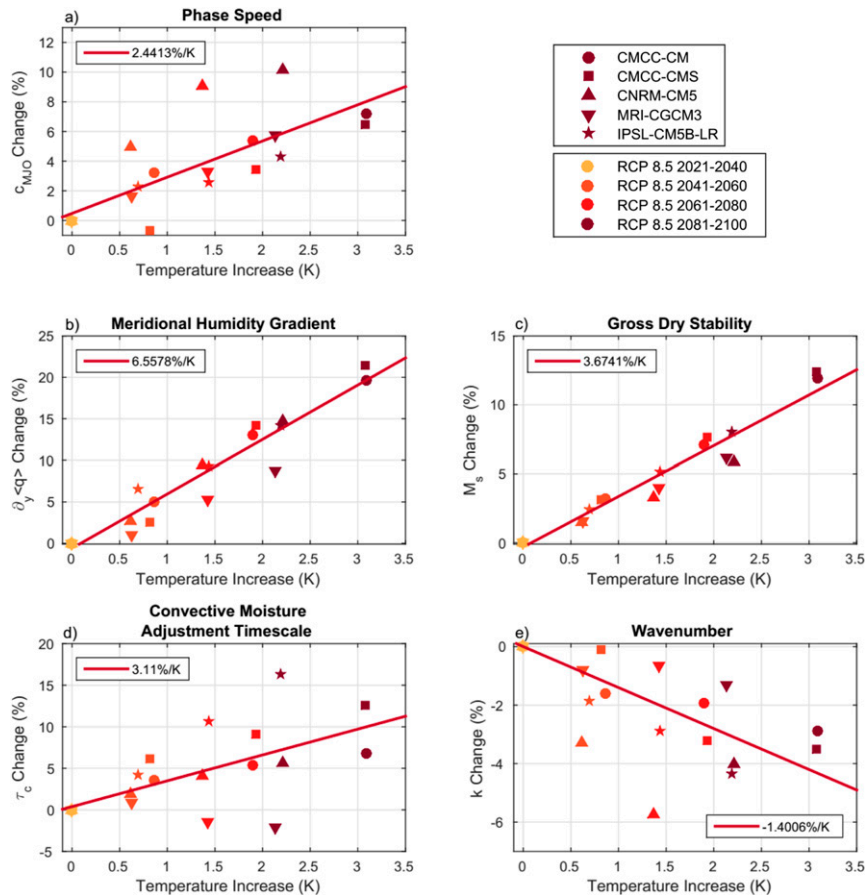 a)
Phase Speed
2.4413%/K
c_MJO Change (%)
12
10
8
6
4
2
0
0 0.5 1 1.5 2 2.5 3 3.5
Temperature Increase (K)
CMCC-CM
CMCC-CMS
CNRM-CM5
MRI-CGCM3
IPSL-CM5B-LR
RCP 8.5 2021-2040
RCP 8.5 2041-2060
RCP 8.5 2061-2080
RCP 8.5 2081-2100
b)
Meridional Humidity Gradient
6.5578%/K
∂_y <q> Change (%)
25
20
15
10
5
0
0 0.5 1 1.5 2 2.5 3 3.5
Temperature Increase (K)
c)
Gross Dry Stability
3.6741%/K
M_s Change (%)
15
10
5
0
0 0.5 1 1.5 2 2.5 3 3.5
Temperature Increase (K)
d)
Convective Moisture
Adjustment Timescale
3.11%/K
τ_c Change (%)
20
15
10
5
0
-5
0 0.5 1 1.5 2 2.5 3 3.5
Temperature Increase (K)
e)
Wavenumber
-1.4006%/K
k Change (%)
0
-2
-4
-6
0 0.5 1 1.5 2 2.5 3 3.5
Temperature Increase (K)